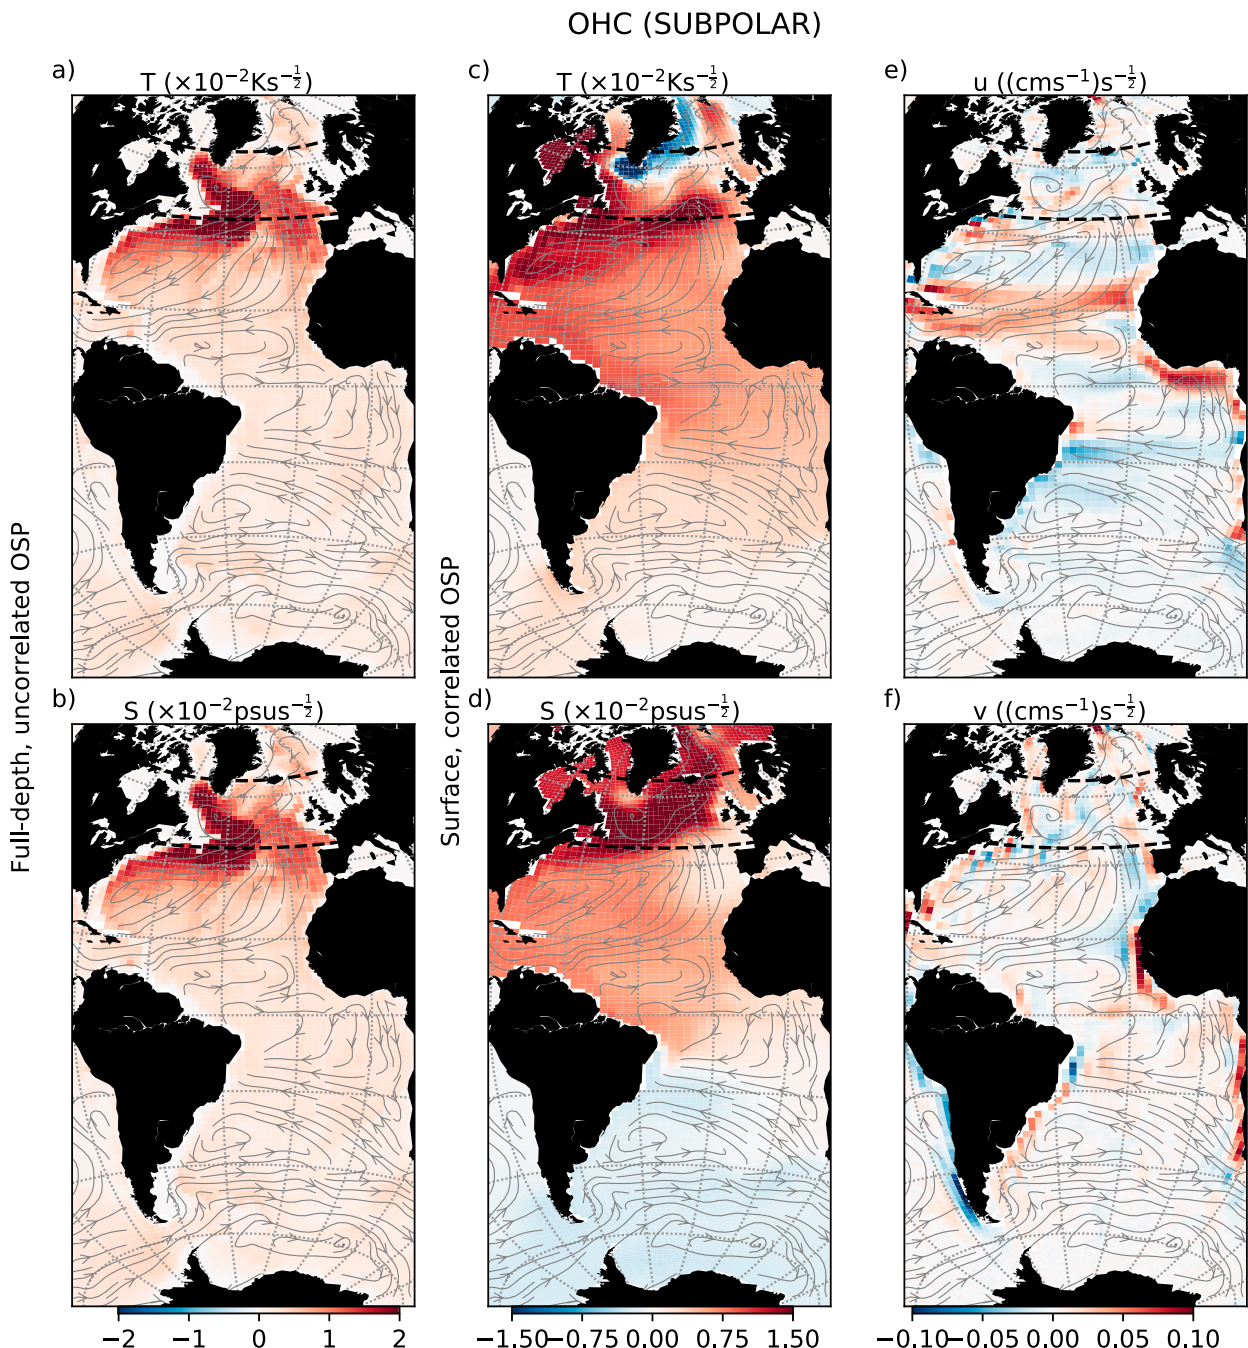 OHC (SUBPOLAR)
a)
T (×10⁻²Ks^{-1/2})
c)
T (×10⁻²Ks^{-1/2})
e)
u ((cms⁻¹)s^{-1/2})
Full-depth, uncorrelated OSP
Surface, correlated OSP
b)
S (×10⁻²psus^{-1/2})
d)
S (×10⁻²psus^{-1/2})
f)
v ((cms⁻¹)s^{-1/2})
−2 −1 0 1 2
−1.50 −0.75 0.00 0.75 1.50
−0.10 −0.05 0.00 0.05 0.10